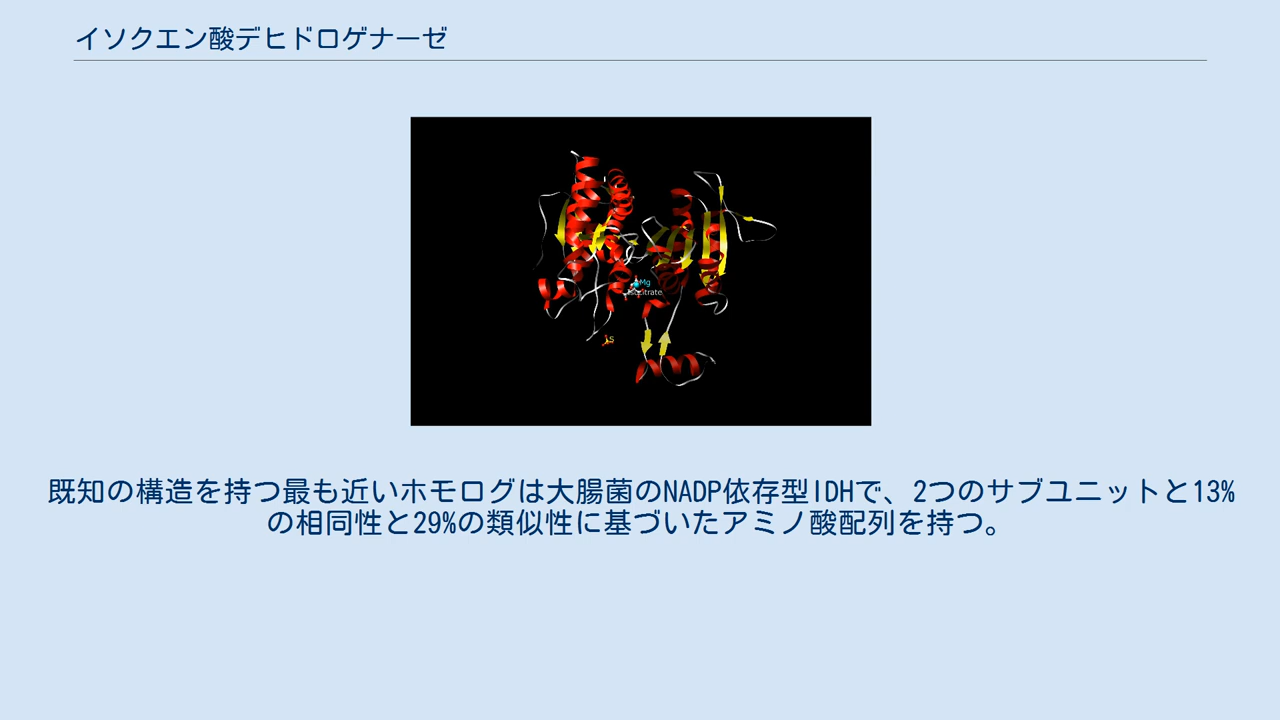 イソクエン酸デヒドロゲナーゼ
Mg
Isocitrate
S
既知の構造を持つ最も近いホモログは大腸菌のNADP依存型IDHで、2つのサブユニットと13%
の相同性と29%の類似性に基づいたアミノ酸配列を持つ。